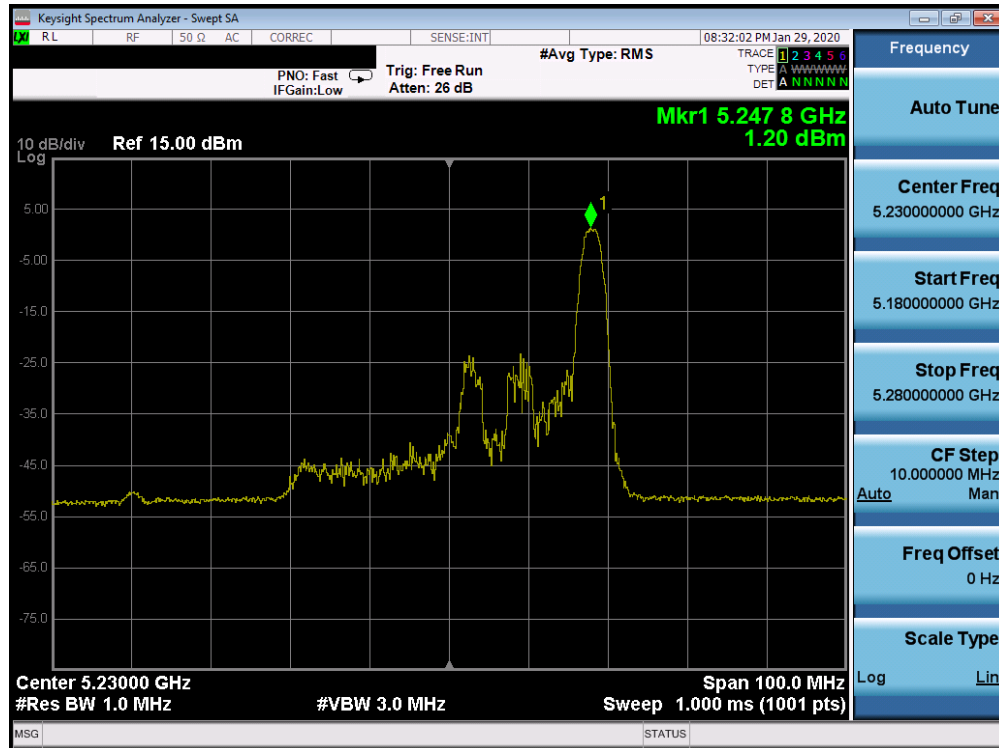 Keysight Spectrum Analyzer - Swept SA
LXI RL RF 50 Ω AC CORREC SENSE:INT 08:32:02 PM Jan 29, 2020
#Avg Type: RMS
TRACE 1 2 3 4 5 6
PNO: Fast Trig: Free Run
TYPE A WWWWW
IFGain:Low Atten: 26 dB
DET A N N N N N
Mkr1 5.247 8 GHz
1.20 dBm
10 dB/div Ref 15.00 dBm
Log
1
5.00
-5.00
-15.0
-25.0
-35.0
-45.0
-55.0
-65.0
-75.0
Center 5.23000 GHz Span 100.0 MHz
#Res BW 1.0 MHz #VBW 3.0 MHz Sweep 1.000 ms (1001 pts)
MSG STATUS
Frequency
Auto Tune
Center Freq
5.230000000 GHz
Start Freq
5.180000000 GHz
Stop Freq
5.280000000 GHz
CF Step
10.000000 MHz
Auto Man
Freq Offset
0 Hz
Scale Type
Log Lin